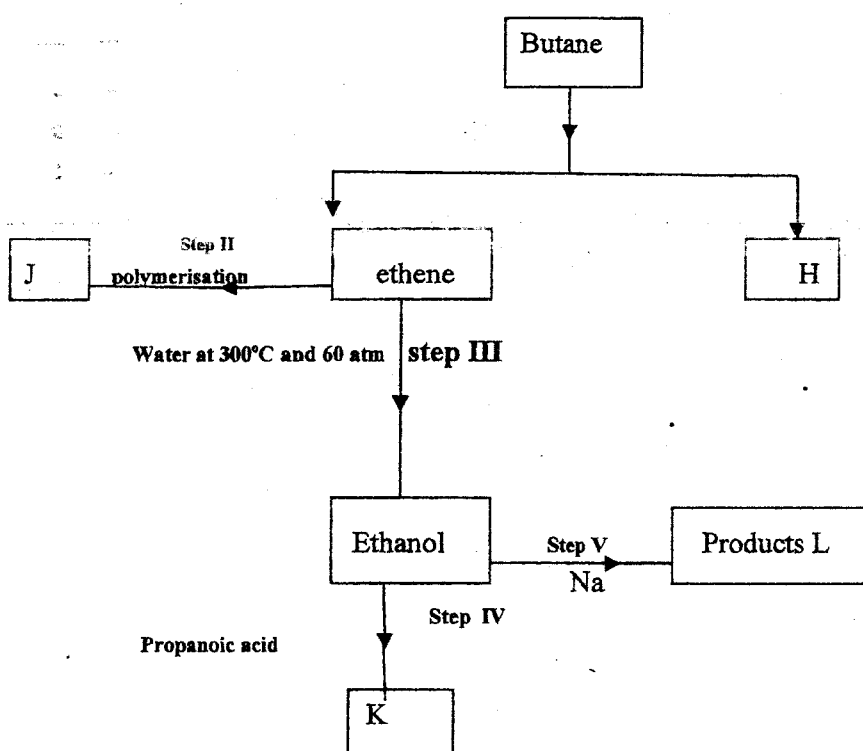 Butane
Step II
J
polymerisation
ethene
H
Water at 300°C and 60 atm step III
Ethanol
Step V
Na
Products L
Step IV
Propanoic acid
K